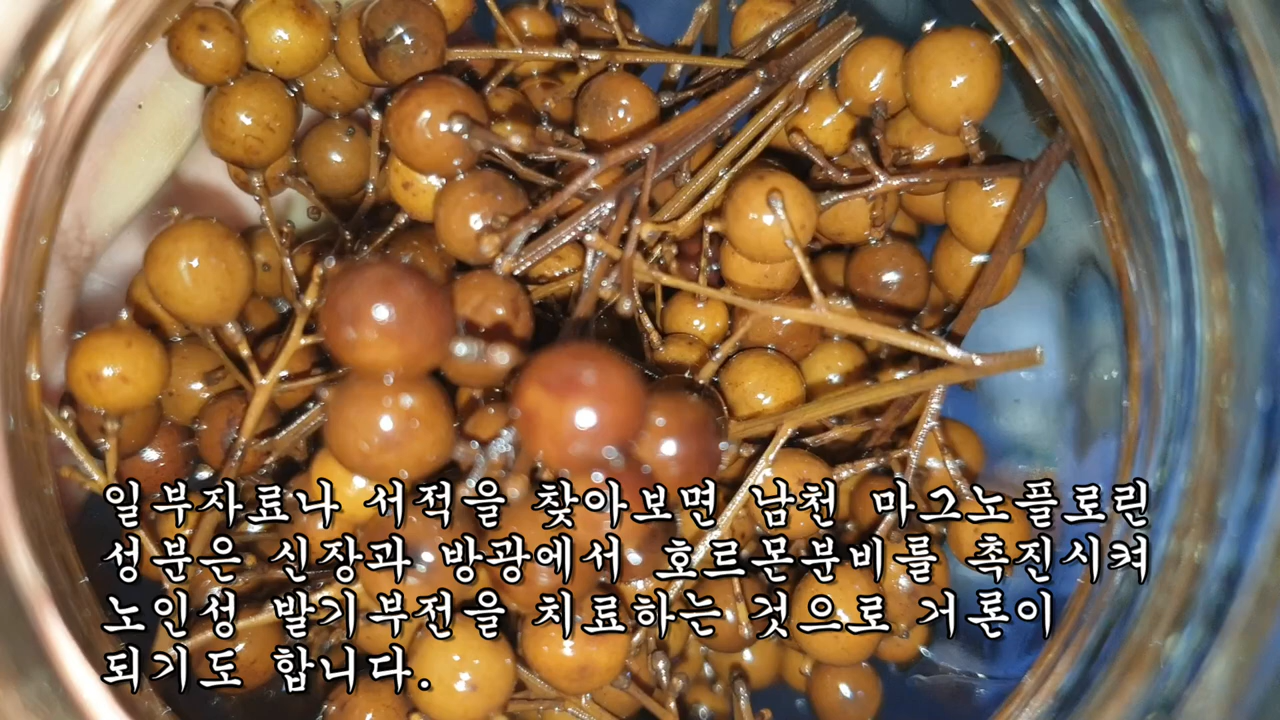 일부자료나 서적을 찾아보면 남천 마그노플로린
성분은 신장과 방광에서 호르몬분비를 촉진시켜
노인성 발기부전을 치료하는 것으로 거론이
되기도 합니다.